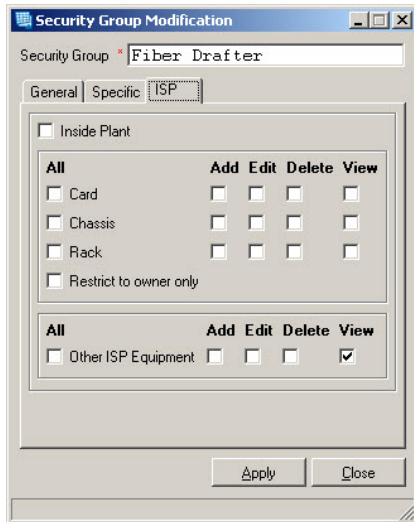 Security Group Modification
Security Group * Fiber Drafter
General Specific ISP
Inside Plant
All Add Edit Delete View
Card
Chassis
Rack
Restrict to owner only
All Add Edit Delete View
Other ISP Equipment
Apply Close